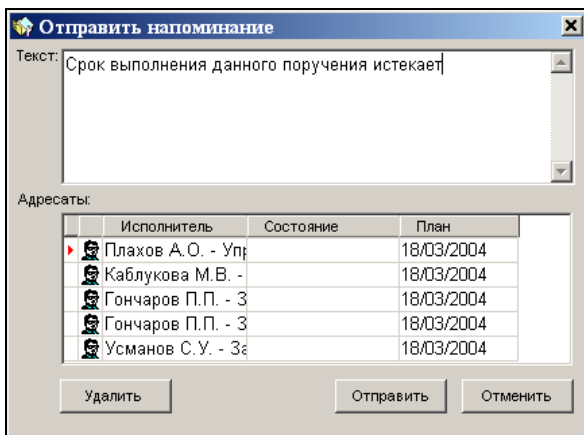 Отправить напоминание
Текст: Срок выполнения данного поручения истекает
Адресаты:
Исполнитель Состояние План
Плахов А.О. - Упр 18/03/2004
Каблукова М.В. - 18/03/2004
Гончаров П.П. - З 18/03/2004
Гончаров П.П. - З 18/03/2004
Усманов С.У. - За 18/03/2004
Удалить Отправить Отменить